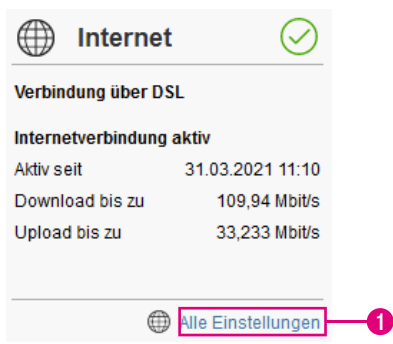 Internet
Verbindung über DSL
Internetverbindung aktiv
Aktiv seit 31.03.2021 11:10
Download bis zu 109,94 Mbit/s
Upload bis zu 33,233 Mbit/s
Alle Einstellungen 1